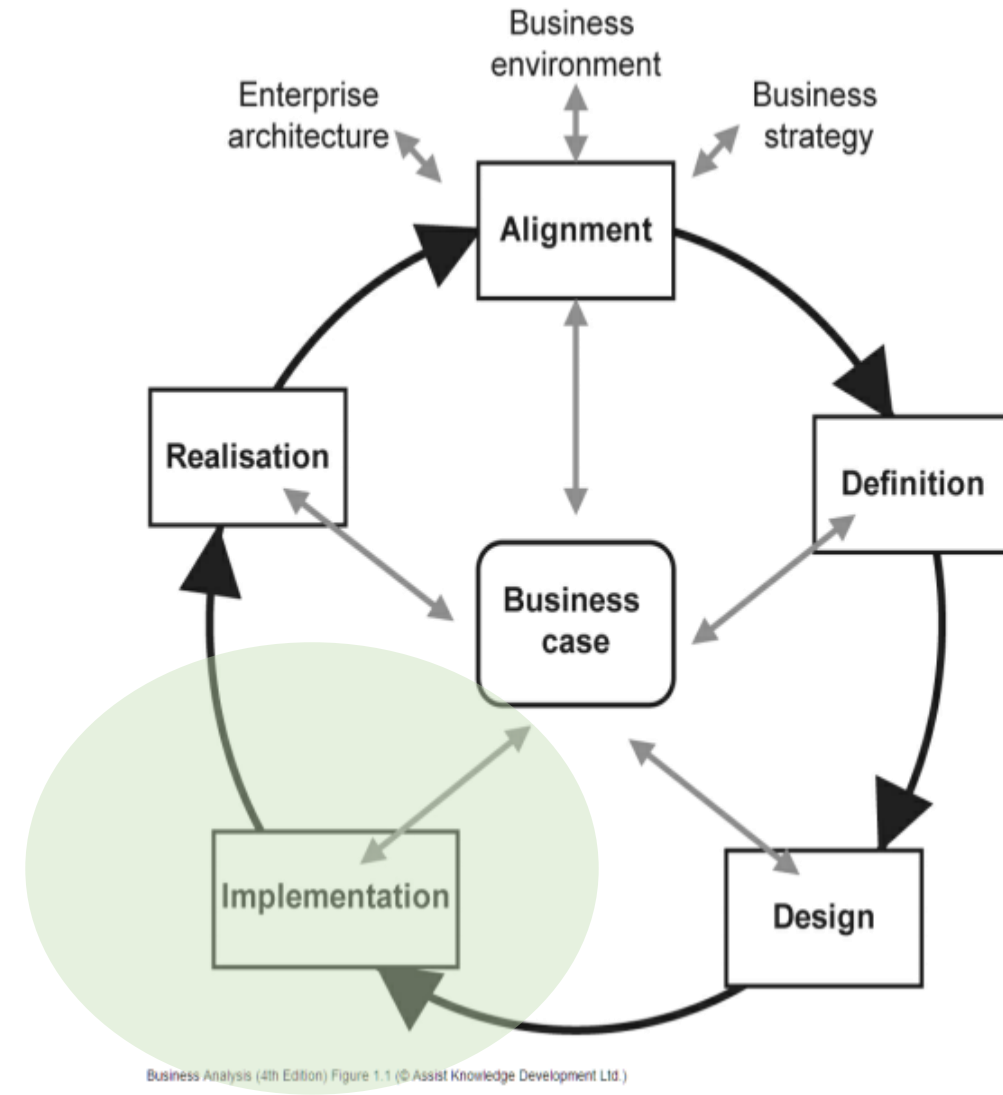 Business
environment
Enterprise
architecture
Business
strategy
Alignment
Realisation
Definition
Business
case
Implementation
Design
Business Analysis (4th Edition) Figure 1.1 (© Assist Knowledge Development Ltd.)